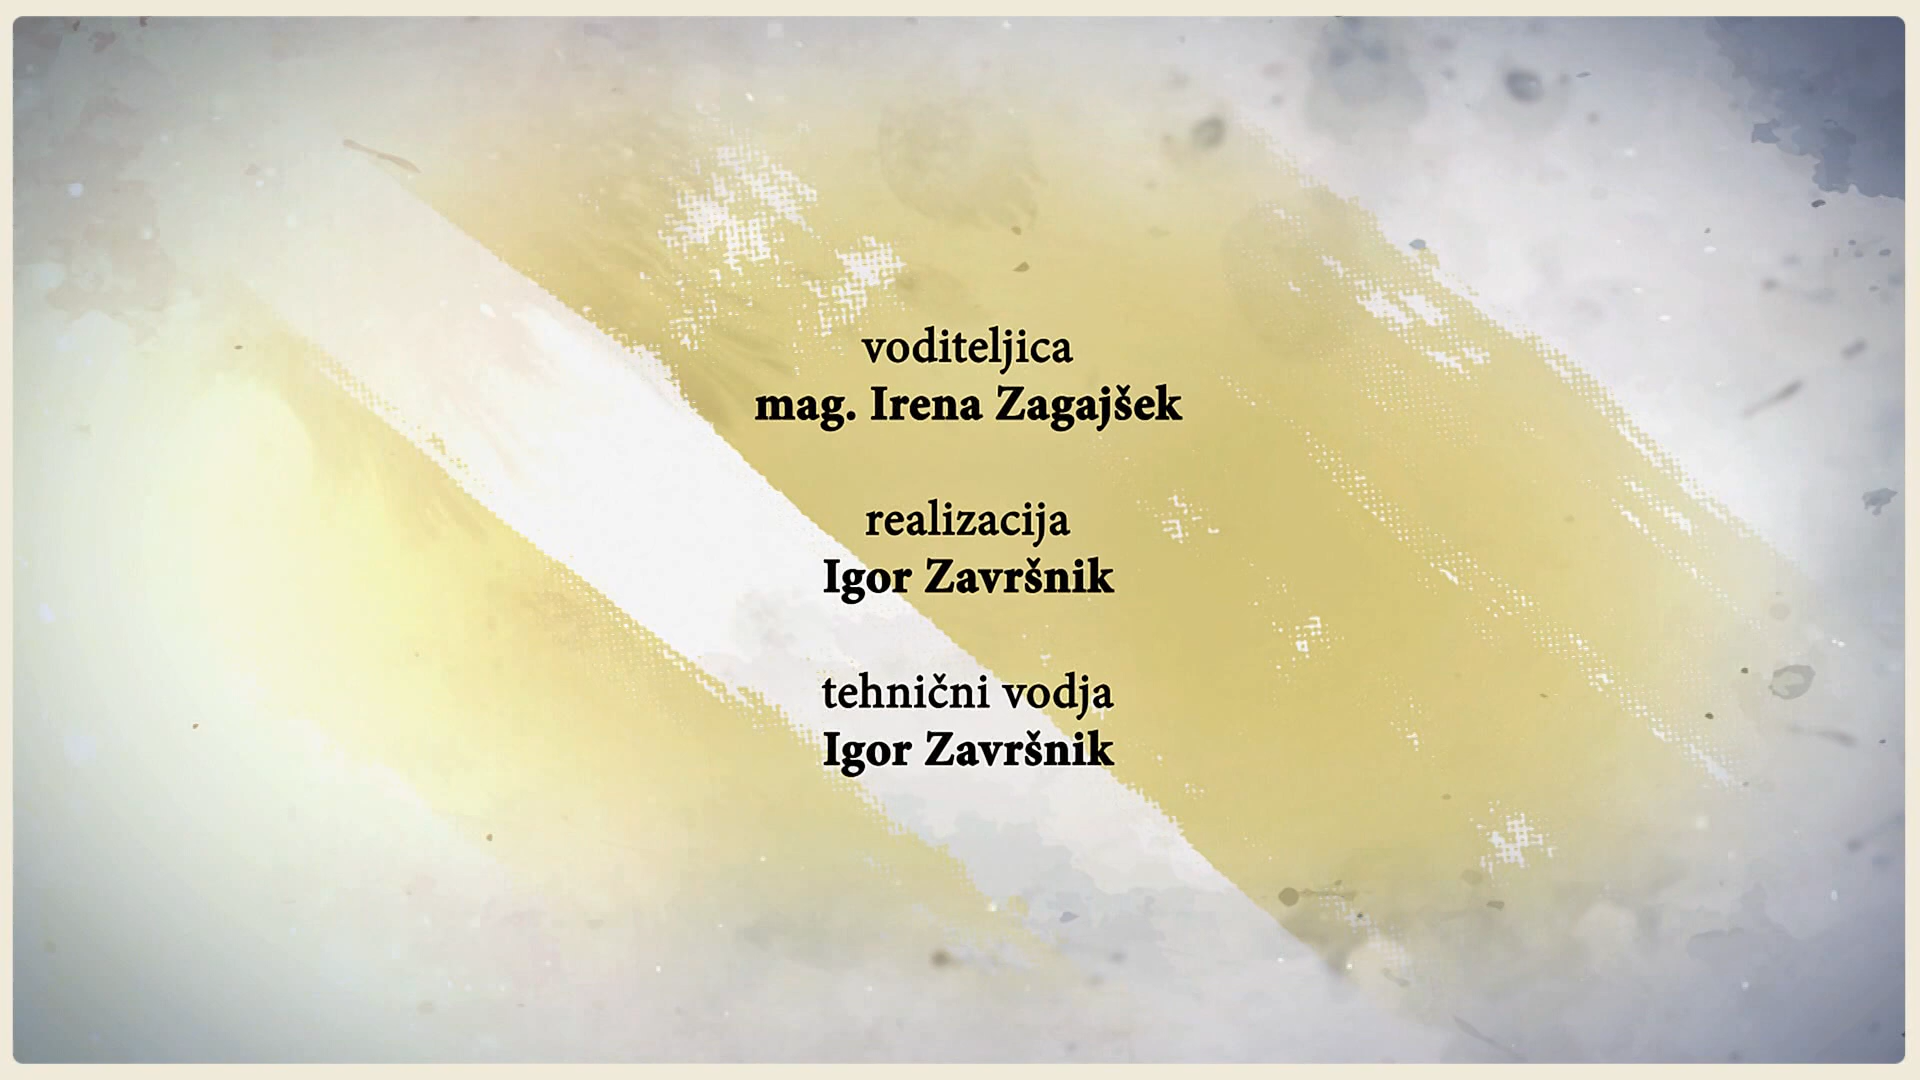 voditeljica
mag. Irena Zagajšek
realizacija
Igor Završnik
tehnični vodja
Igor Završnik